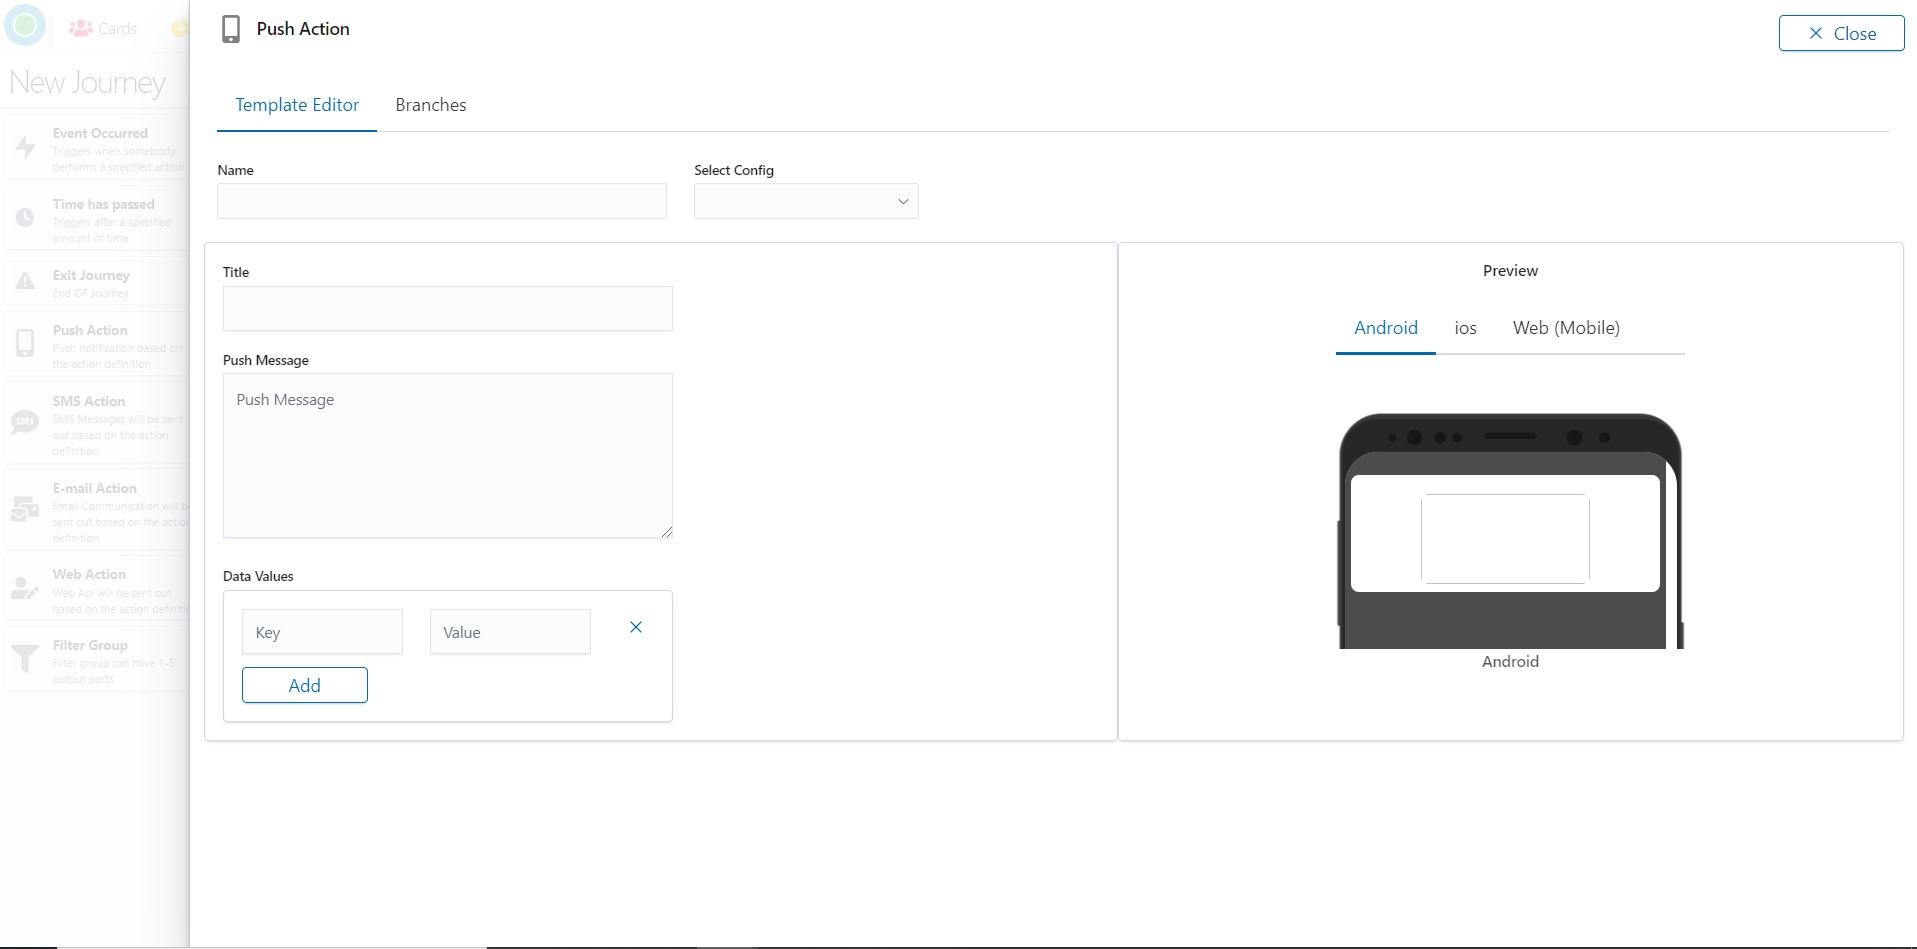 Cards
Push Action
Close
New Journey
Template Editor
Branches
Event Occurred
Triggers when somebody
performs a specified action
Time has passed
Triggers after a specified
amount of time
Exit Journey
End OF Journey
Push Action
Push notification based on
the action definition
SMS
SMS Action
SMS Messages will be sent
out based on the action
definition
E-mail Action
Email Communication will be
sent out based on the action
definition
Web Action
Web Api will be sent out
based on the action
Filter Group
Filter group can have 1-5
output ports
Name
Select Config
Title
Push Message
Push Message
Data Values
Key
Value
Add
Preview
Android
ios
Web (Mobile)
Android